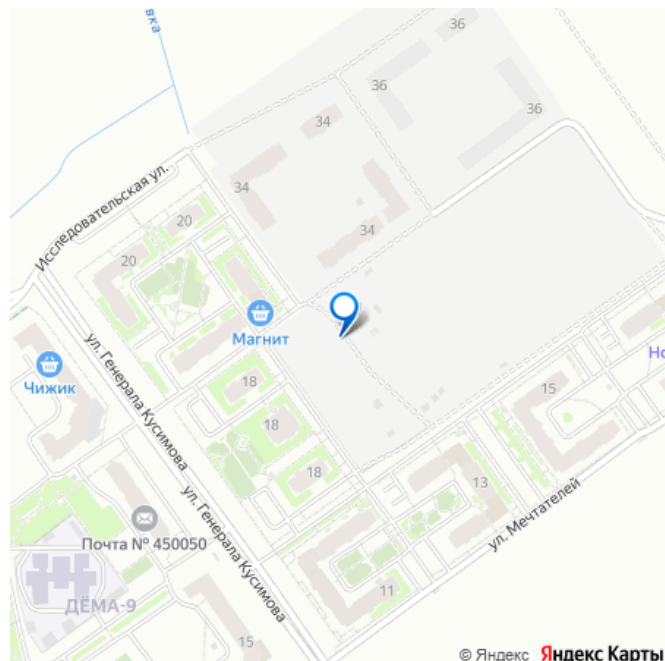 вка
36
36
36
34
34
34
Исследовательская ул.
20
20
Магнит
Чижик
ул. Генерала Кусимова
18
18
18
15
Но
13
ул. Мечтателей
ул. Генерала Кусимова
Почта № 450050
ДЁМА-9
11
15
© Яндекс Яндекс Карты